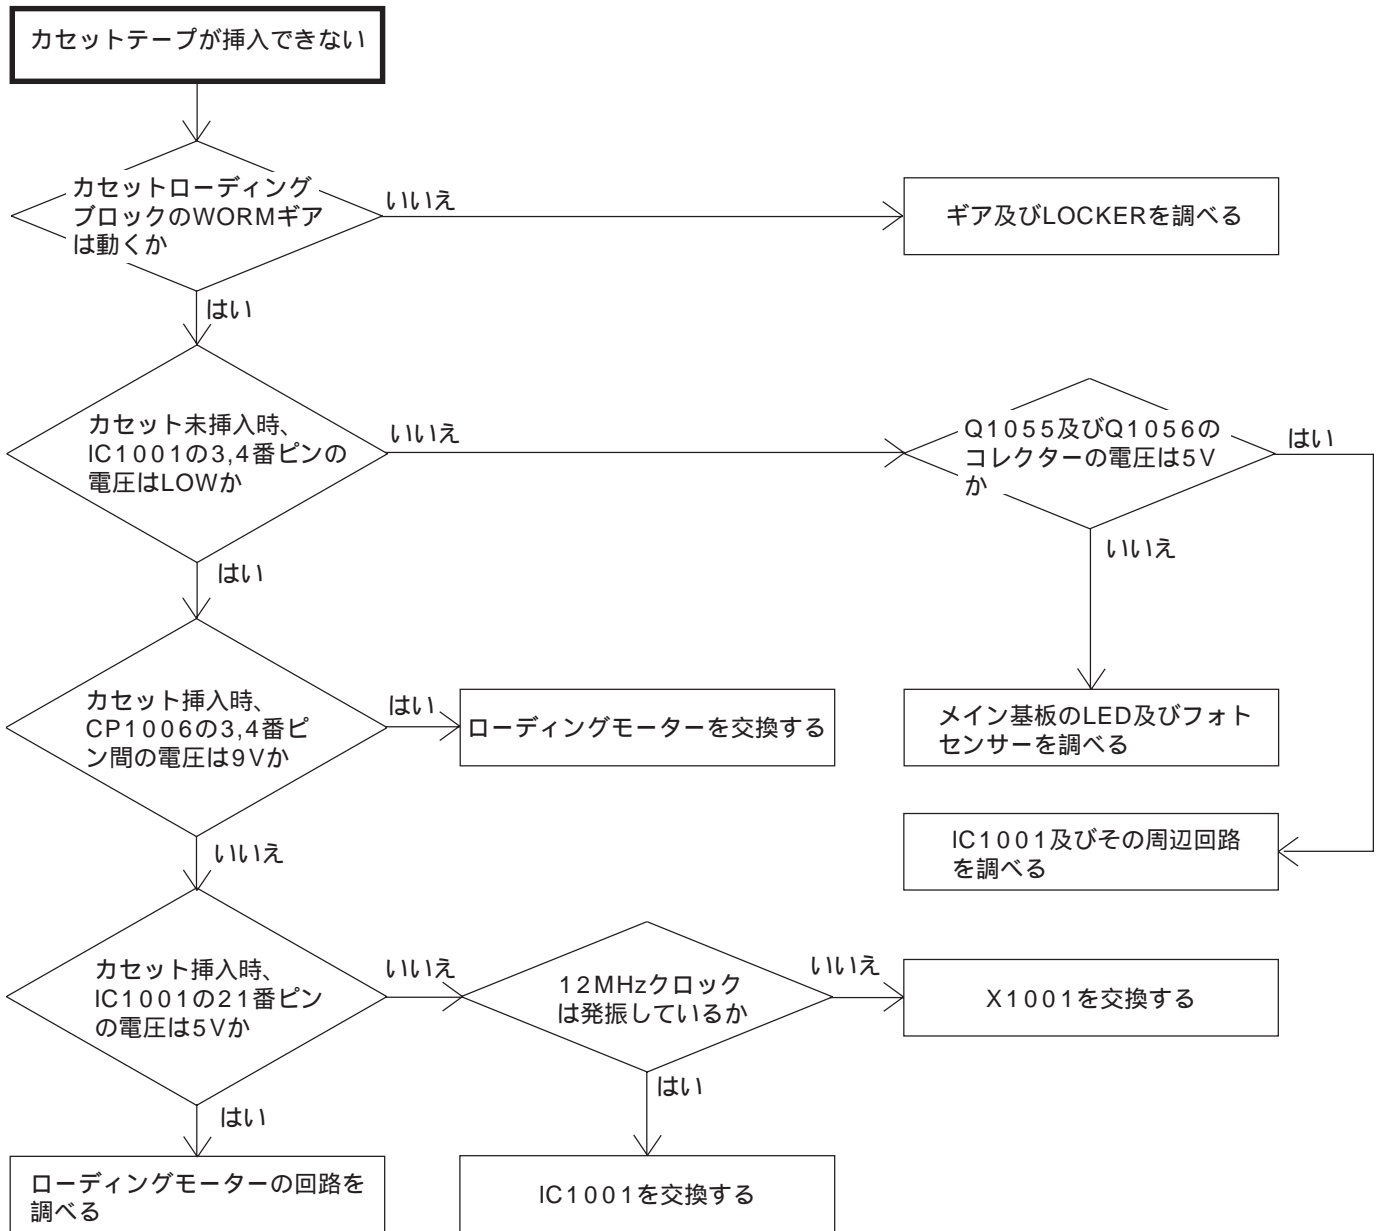 カセットテープが挿入できない
カセットローディング
ブロックのWORMギア
は動くか
いいえ
ギア及びLOCKERを調べる
はい
カセット未挿入時、
IC1001の3,4番ピンの
電圧はLOWか
いいえ
Q1055及びQ1056の
コレクターの電圧は5V
か
はい
いいえ
はい
カセット挿入時、
CP1006の3,4番ピ
ン間の電圧は9Vか
はい
ローディングモーターを交換する
メイン基板のLED及びフォト
センサーを調べる
IC1001及びその周辺回路
を調べる
いいえ
カセット挿入時、
IC1001の21番ピン
の電圧は5Vか
いいえ
12MHzクロック
は発振しているか
いいえ
X1001を交換する
はい
はい
ローディングモーターの回路を
調べる
IC1001を交換する